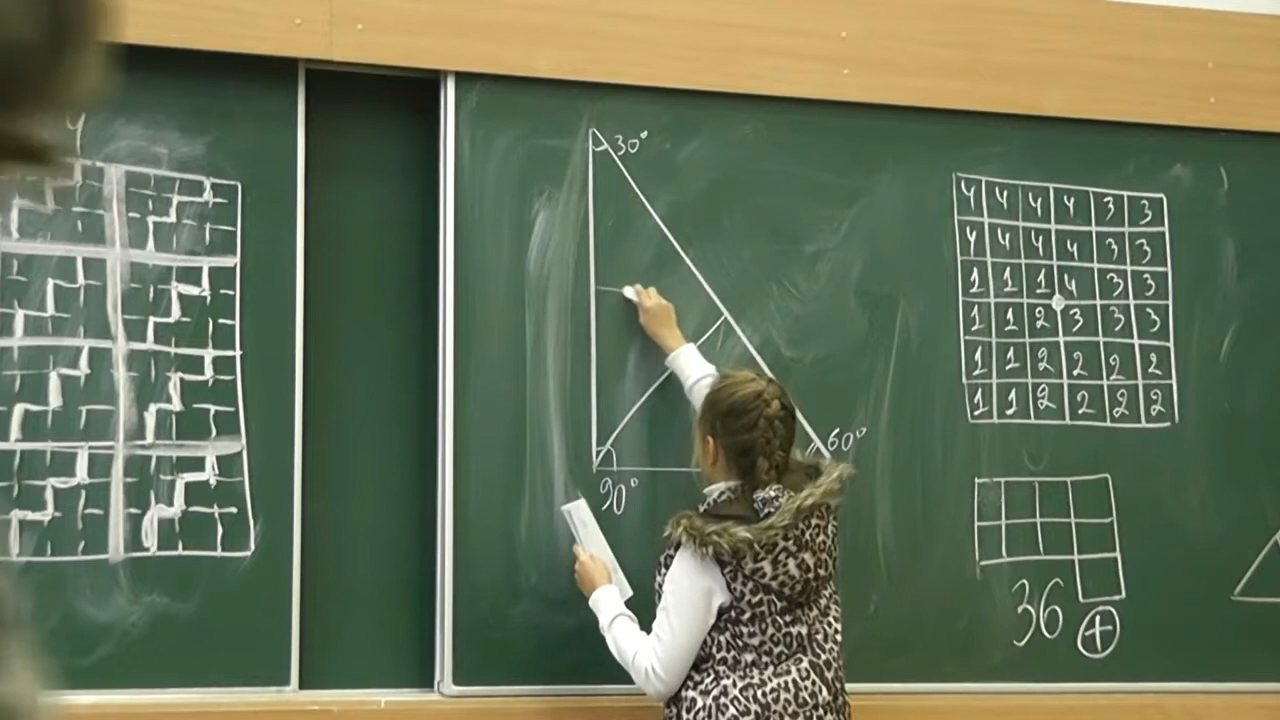 30°
60°
90°
4 4 4 4 3 3
4 4 4 4 3 3
1 1 1 4 3 3
1 1 2 3 3 3
1 1 2 2 2 2
1 1 2 2 2 2
36 +